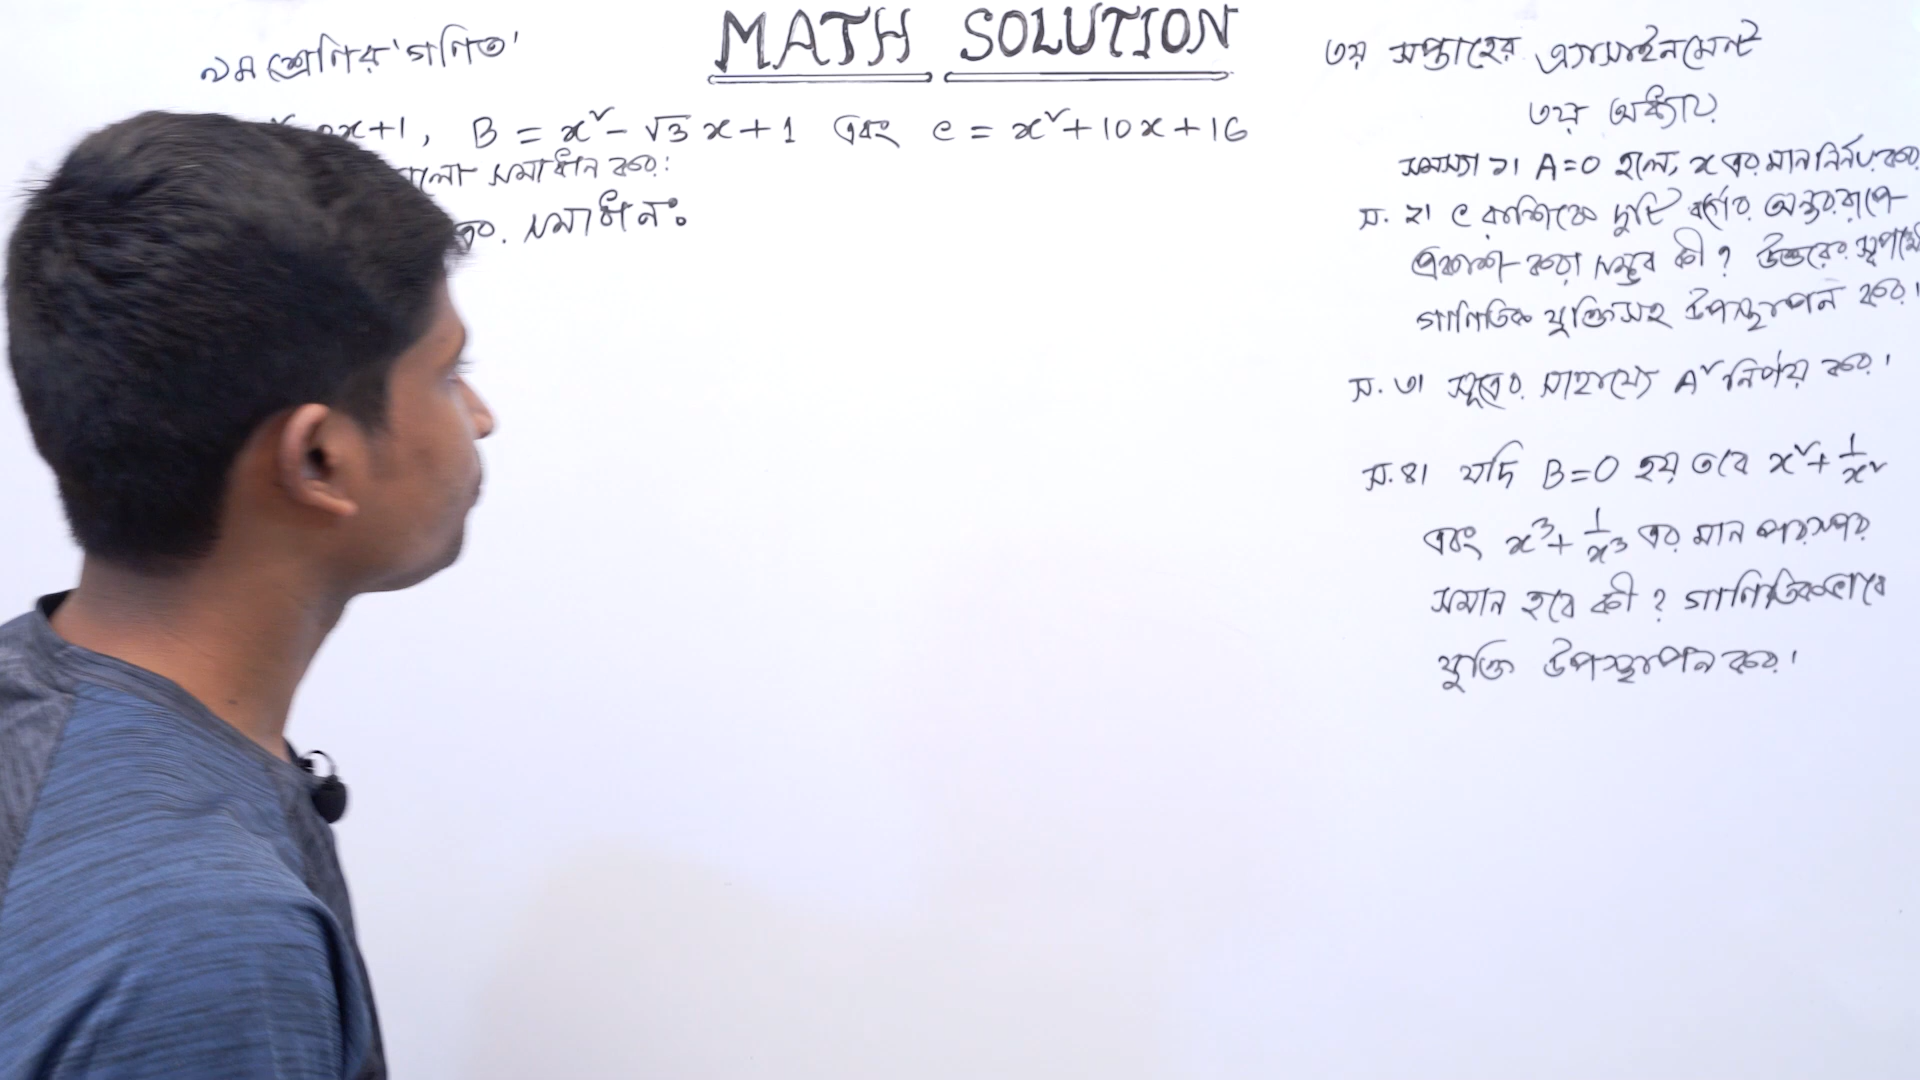 ৯ম শ্রেণির 'গণিত'
MATH SOLUTION
x+1, B = x² - √3 x + 1 এবং c = x² + 10x + 16
সমাধান করো:
সমাধান:
৩য় সপ্তাহের এ্যাসাইনমেন্ট
৩য় অধ্যায়
সমস্যা ১। A=0 হলে, x এর মান নির্নয় করো
স. ২। c রাশিকে দুটি বর্গের অন্তররূপে
প্রকাশ করা সম্ভব কী? উত্তরের স্বপক্ষে
গাণিতিক যুক্তিসহ উপস্থাপন করো।
স. ৩। সূত্রের সাহায্যে A² নির্ণয় করো।
স. ৪। যদি B=0 হয় তবে x² + 1/x²
এবং x³ + 1/x³ এর মান পরস্পর
সমান হবে কী? গাণিতিকভাবে
যুক্তি উপস্থাপন করো।